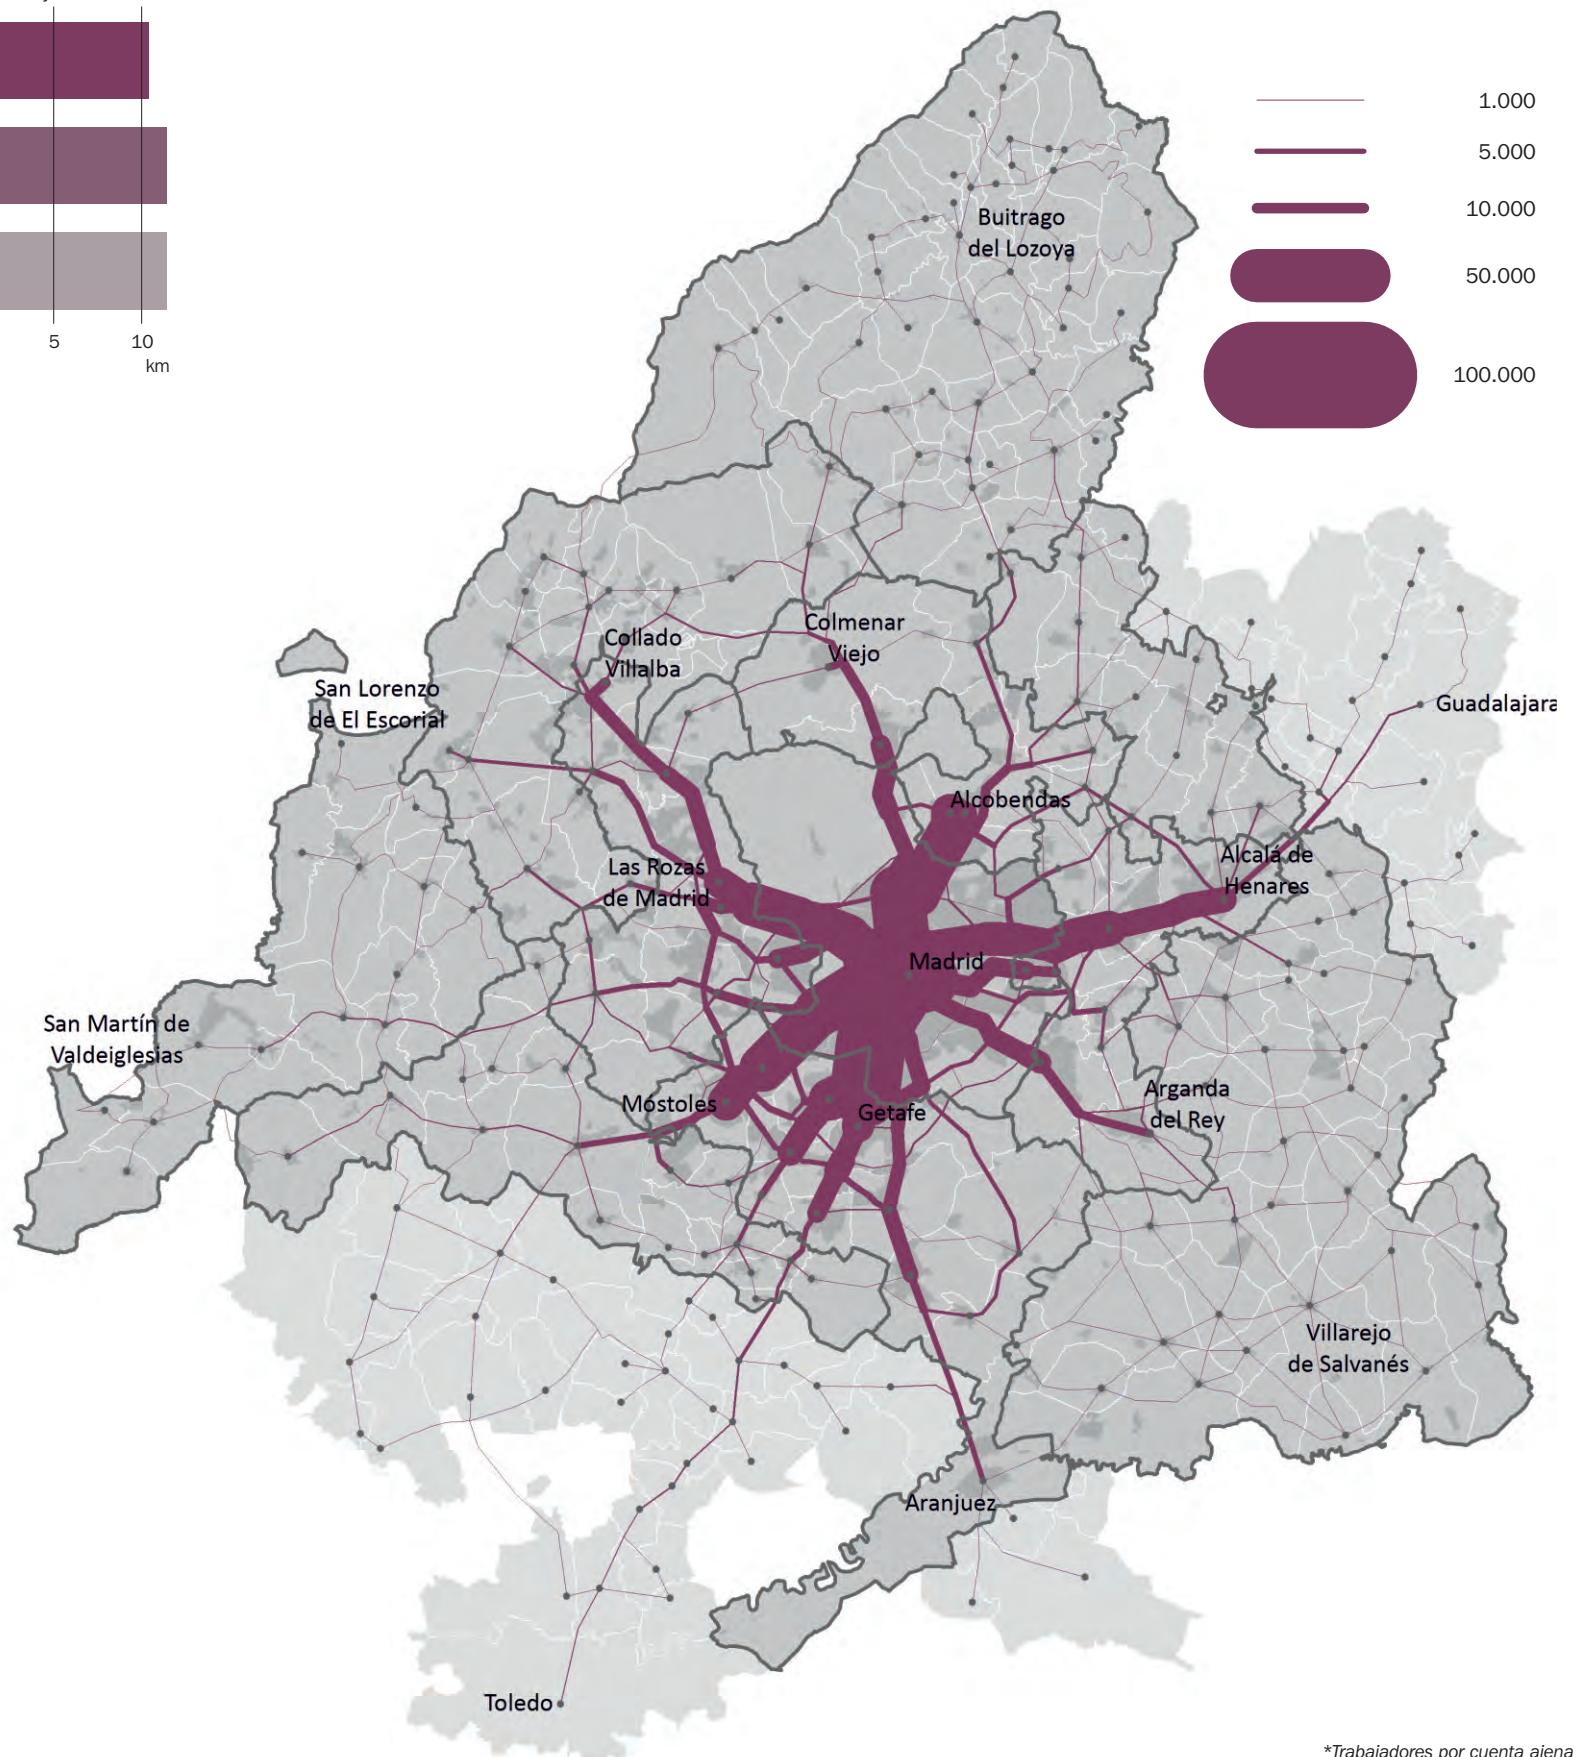 5
10
km
1.000
5.000
10.000
50.000
100.000
Buitrago
del Lozoya
Collado
Villalba
Colmenar
Viejo
San Lorenzo
de El Escorial
Guadalajara
Alcobendas
Las Rozas
de Madrid
Alcalá de
Henares
Madrid
San Martín de
Valdeiglesias
Móstoles
Getafe
Arganda
del Rey
Villarejo
de Salvanés
Aranjuez
Toledo
*Trabajadores por cuenta ajena